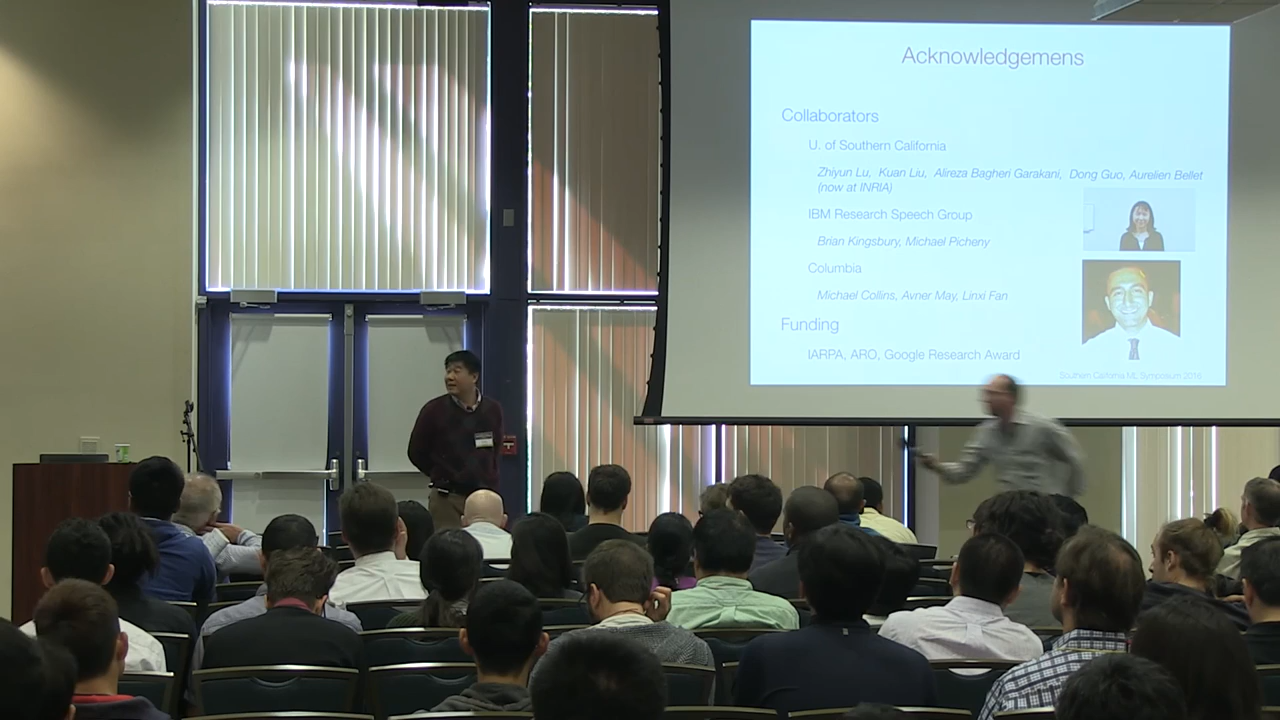 Acknowledgemens
Collaborators
U. of Southern California
Zhiyun Lu, Kuan Liu, Alireza Bagheri Garakani, Dong Guo, Aurelien Bellet
(now at INRIA)
IBM Research Speech Group
Brian Kingsbury, Michael Picheny
Columbia
Michael Collins, Avner May, Linxi Fan
Funding
IARPA, ARO, Google Research Award
Southern California ML Symposium 2016